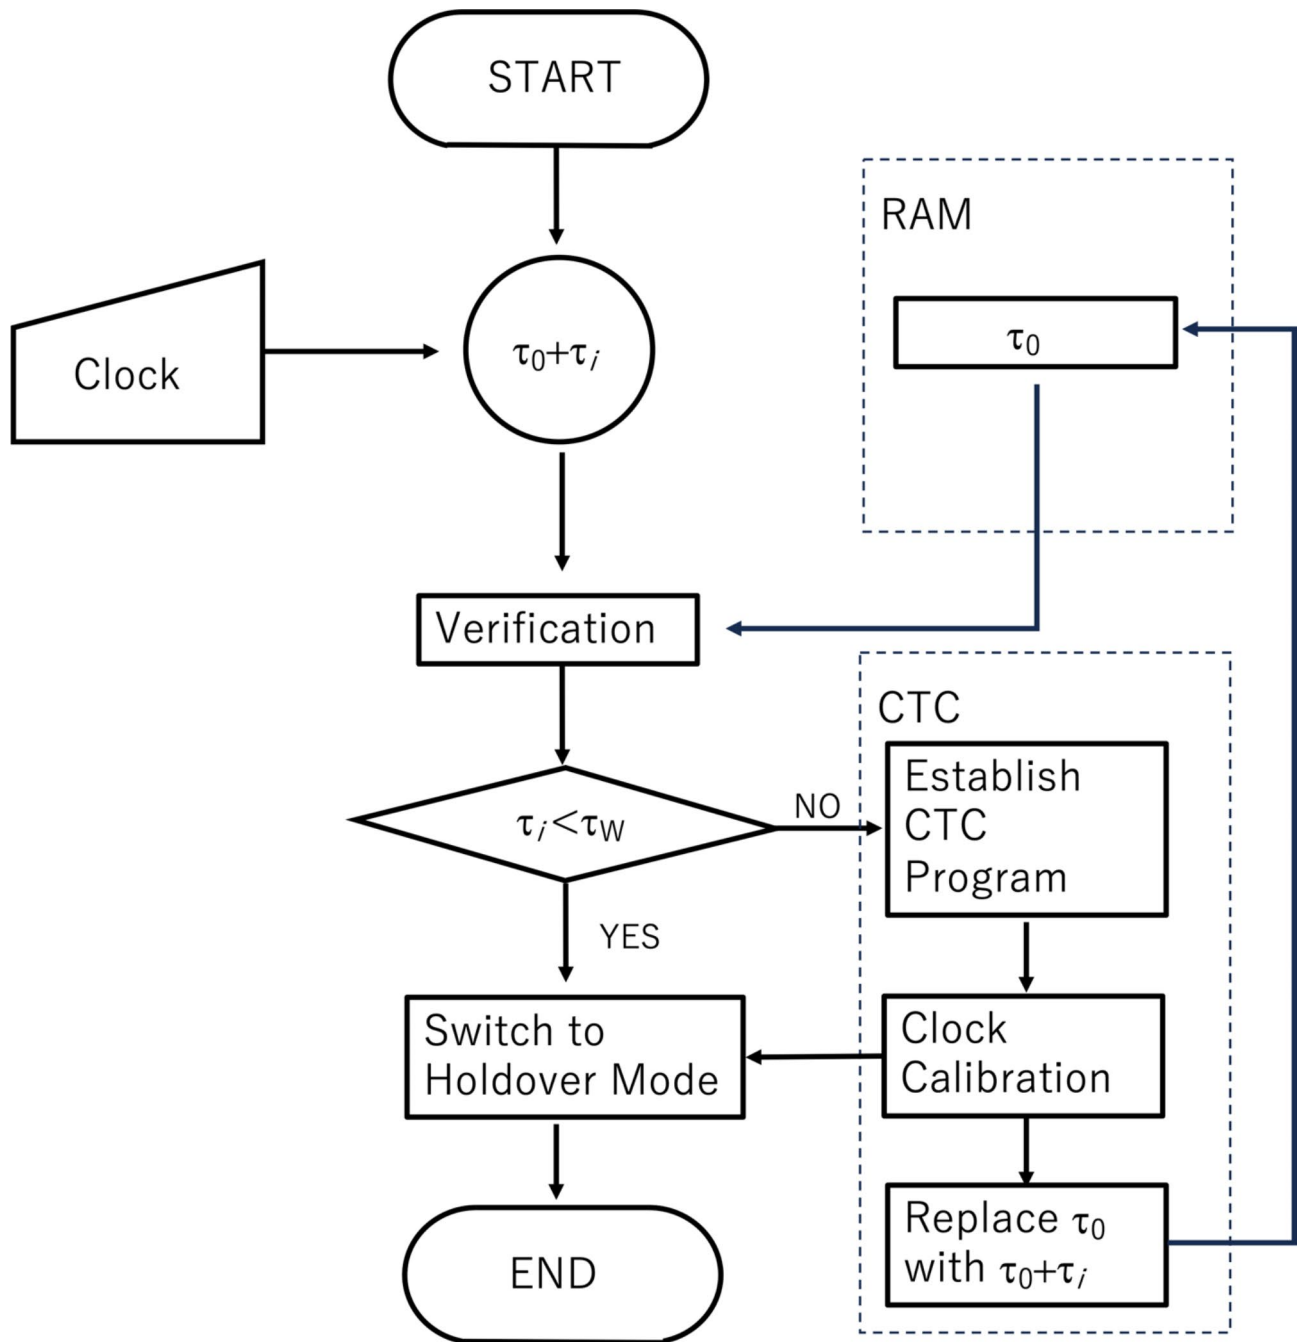 START
RAM
τ₀
Clock
τ₀+τᵢ
Verification
CTC
Establish
CTC
Program
NO
τᵢ<τ_W
YES
Switch to
Holdover Mode
Clock
Calibration
Replace τ₀
with τ₀+τᵢ
END